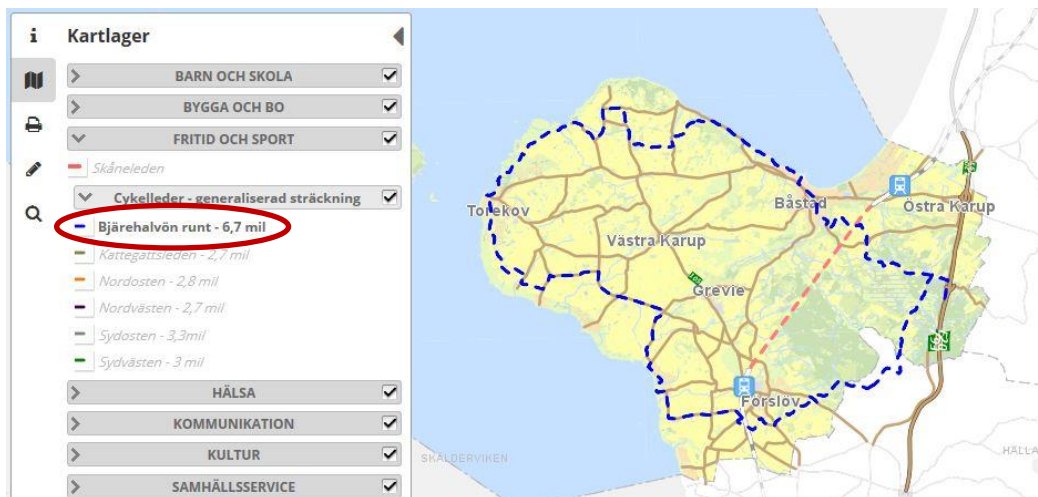 i
Kartlager
BARN OCH SKOLA
BYGGA OCH BO
FRITID OCH SPORT
Skåneleden
Cykelleder - generaliserad sträckning
Bjärehalvön runt - 6,7 mil
Kattegattsleden - 2,7 mil
Nordosten - 2,8 mil
Nordvästen - 2,7 mil
Sydosten - 3,3mil
Sydvästen - 3 mil
HÄLSA
KOMMUNIKATION
KULTUR
SAMHÄLLSSERVICE
Torekov
Båstad
Östra Karup
Västra Karup
Grevie
Förslöv
SKÄLDERVIKEN
HALLA